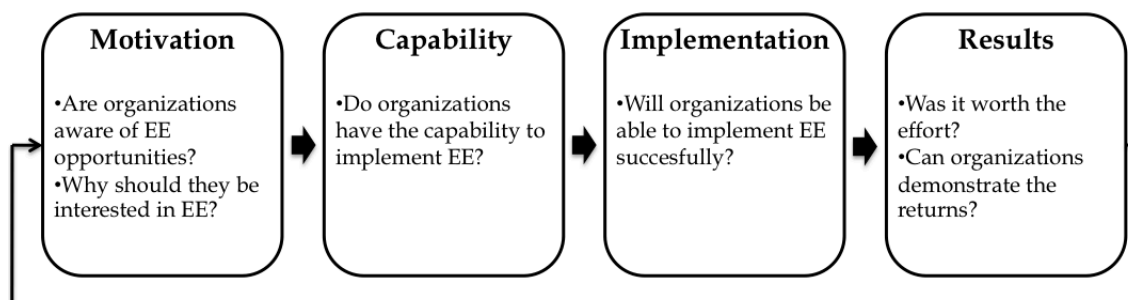 Motivation
•Are organizations
aware of EE
opportunities?
•Why should they be
interested in EE?
Capability
•Do organizations
have the capability to
implement EE?
Implementation
•Will organizations be
able to implement EE
succesfully?
Results
•Was it worth the
effort?
•Can organizations
demonstrate the
returns?